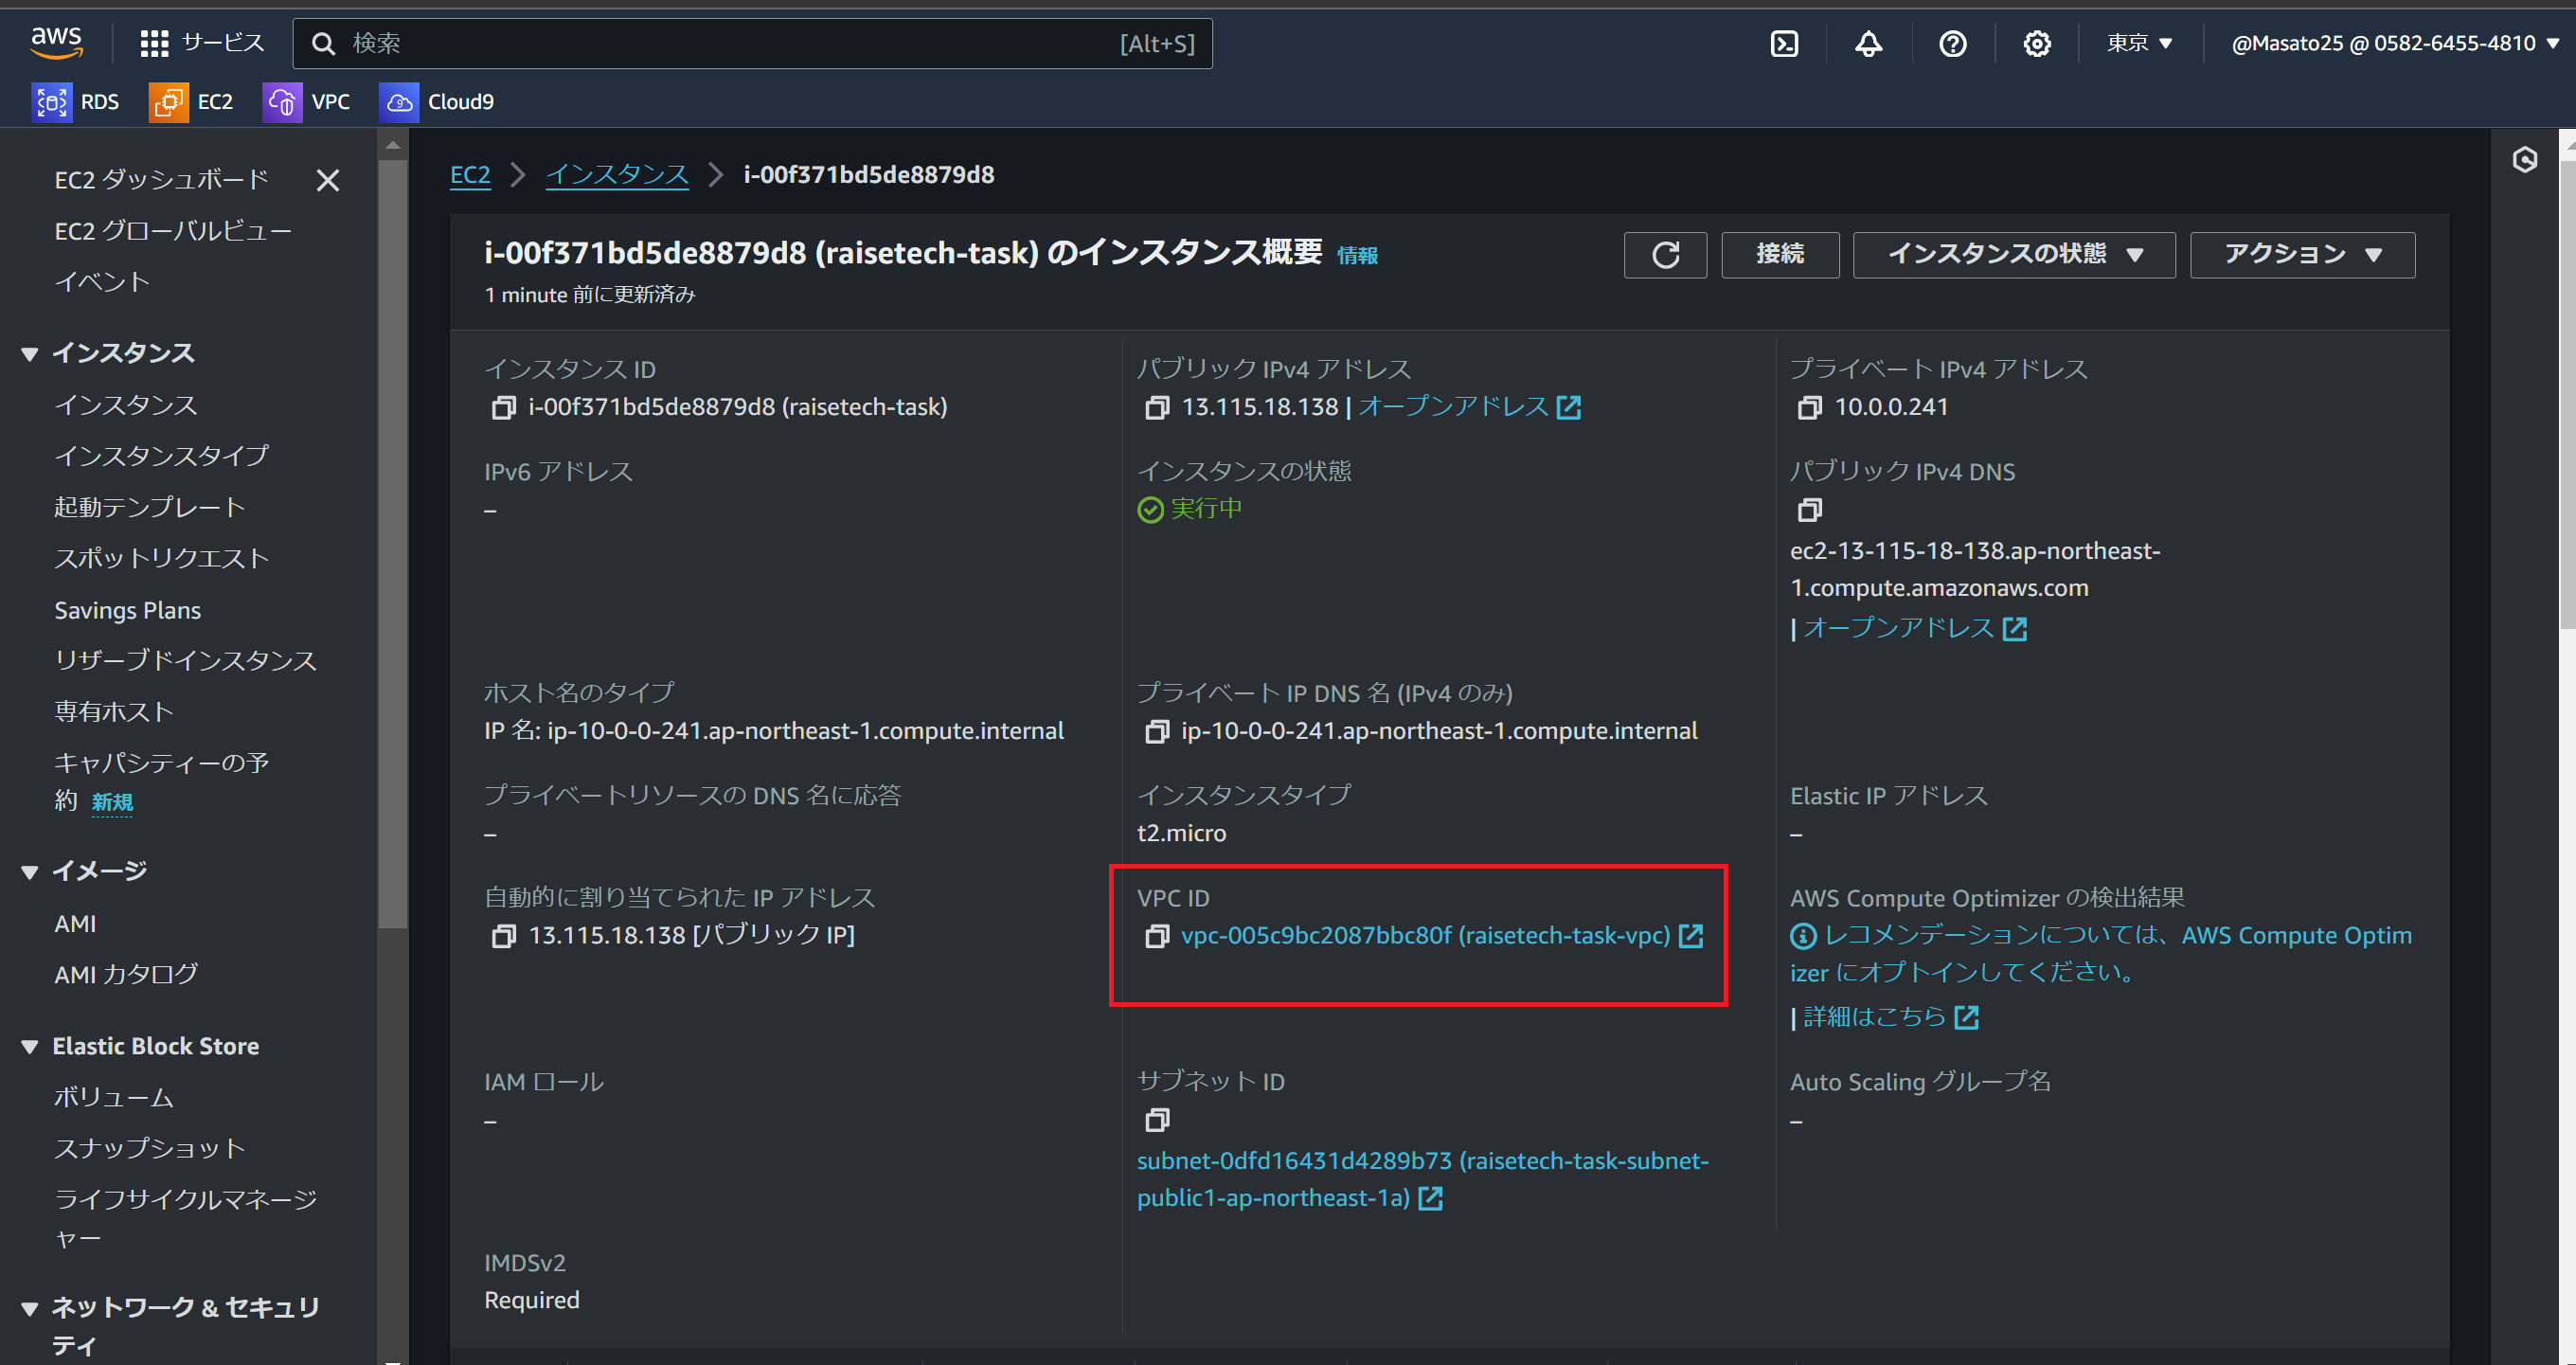 aws
サービス
検索
[Alt+S]
東京
@Masato25 @ 0582-6455-4810
RDS
EC2
VPC
Cloud9
EC2 ダッシュボード
EC2 グローバルビュー
イベント
インスタンス
インスタンス
インスタンスタイプ
起動テンプレート
スポットリクエスト
Savings Plans
リザーブドインスタンス
専有ホスト
キャパシティーの予
約 新規
イメージ
AMI
AMI カタログ
Elastic Block Store
ボリューム
スナップショット
ライフサイクルマネージ
ャー
ネットワーク & セキュリ
ティ
EC2
インスタンス
i-00f371bd5de8879d8
i-00f371bd5de8879d8 (raisetech-task) のインスタンス概要 情報
1 minute 前に更新済み
接続
インスタンスの状態
アクション
インスタンス ID
i-00f371bd5de8879d8 (raisetech-task)
パブリック IPv4 アドレス
13.115.18.138 | オープンアドレス
プライベート IPv4 アドレス
10.0.0.241
IPv6 アドレス
–
インスタンスの状態
実行中
パブリック IPv4 DNS
ec2-13-115-18-138.ap-northeast-
1.compute.amazonaws.com
| オープンアドレス
ホスト名のタイプ
IP 名: ip-10-0-0-241.ap-northeast-1.compute.internal
プライベート IP DNS 名 (IPv4 のみ)
ip-10-0-0-241.ap-northeast-1.compute.internal
プライベートリソースの DNS 名に応答
–
インスタンスタイプ
t2.micro
Elastic IP アドレス
–
自動的に割り当てられた IP アドレス
13.115.18.138 [パブリック IP]
VPC ID
vpc-005c9bc2087bbc80f (raisetech-task-vpc)
AWS Compute Optimizer の検出結果
レコメンデーションについては、AWS Compute Optim
izer にオプトインしてください。
| 詳細はこちら
IAM ロール
–
サブネット ID
subnet-0dfd16431d4289b73 (raisetech-task-subnet-
public1-ap-northeast-1a)
Auto Scaling グループ名
–
IMDSv2
Required